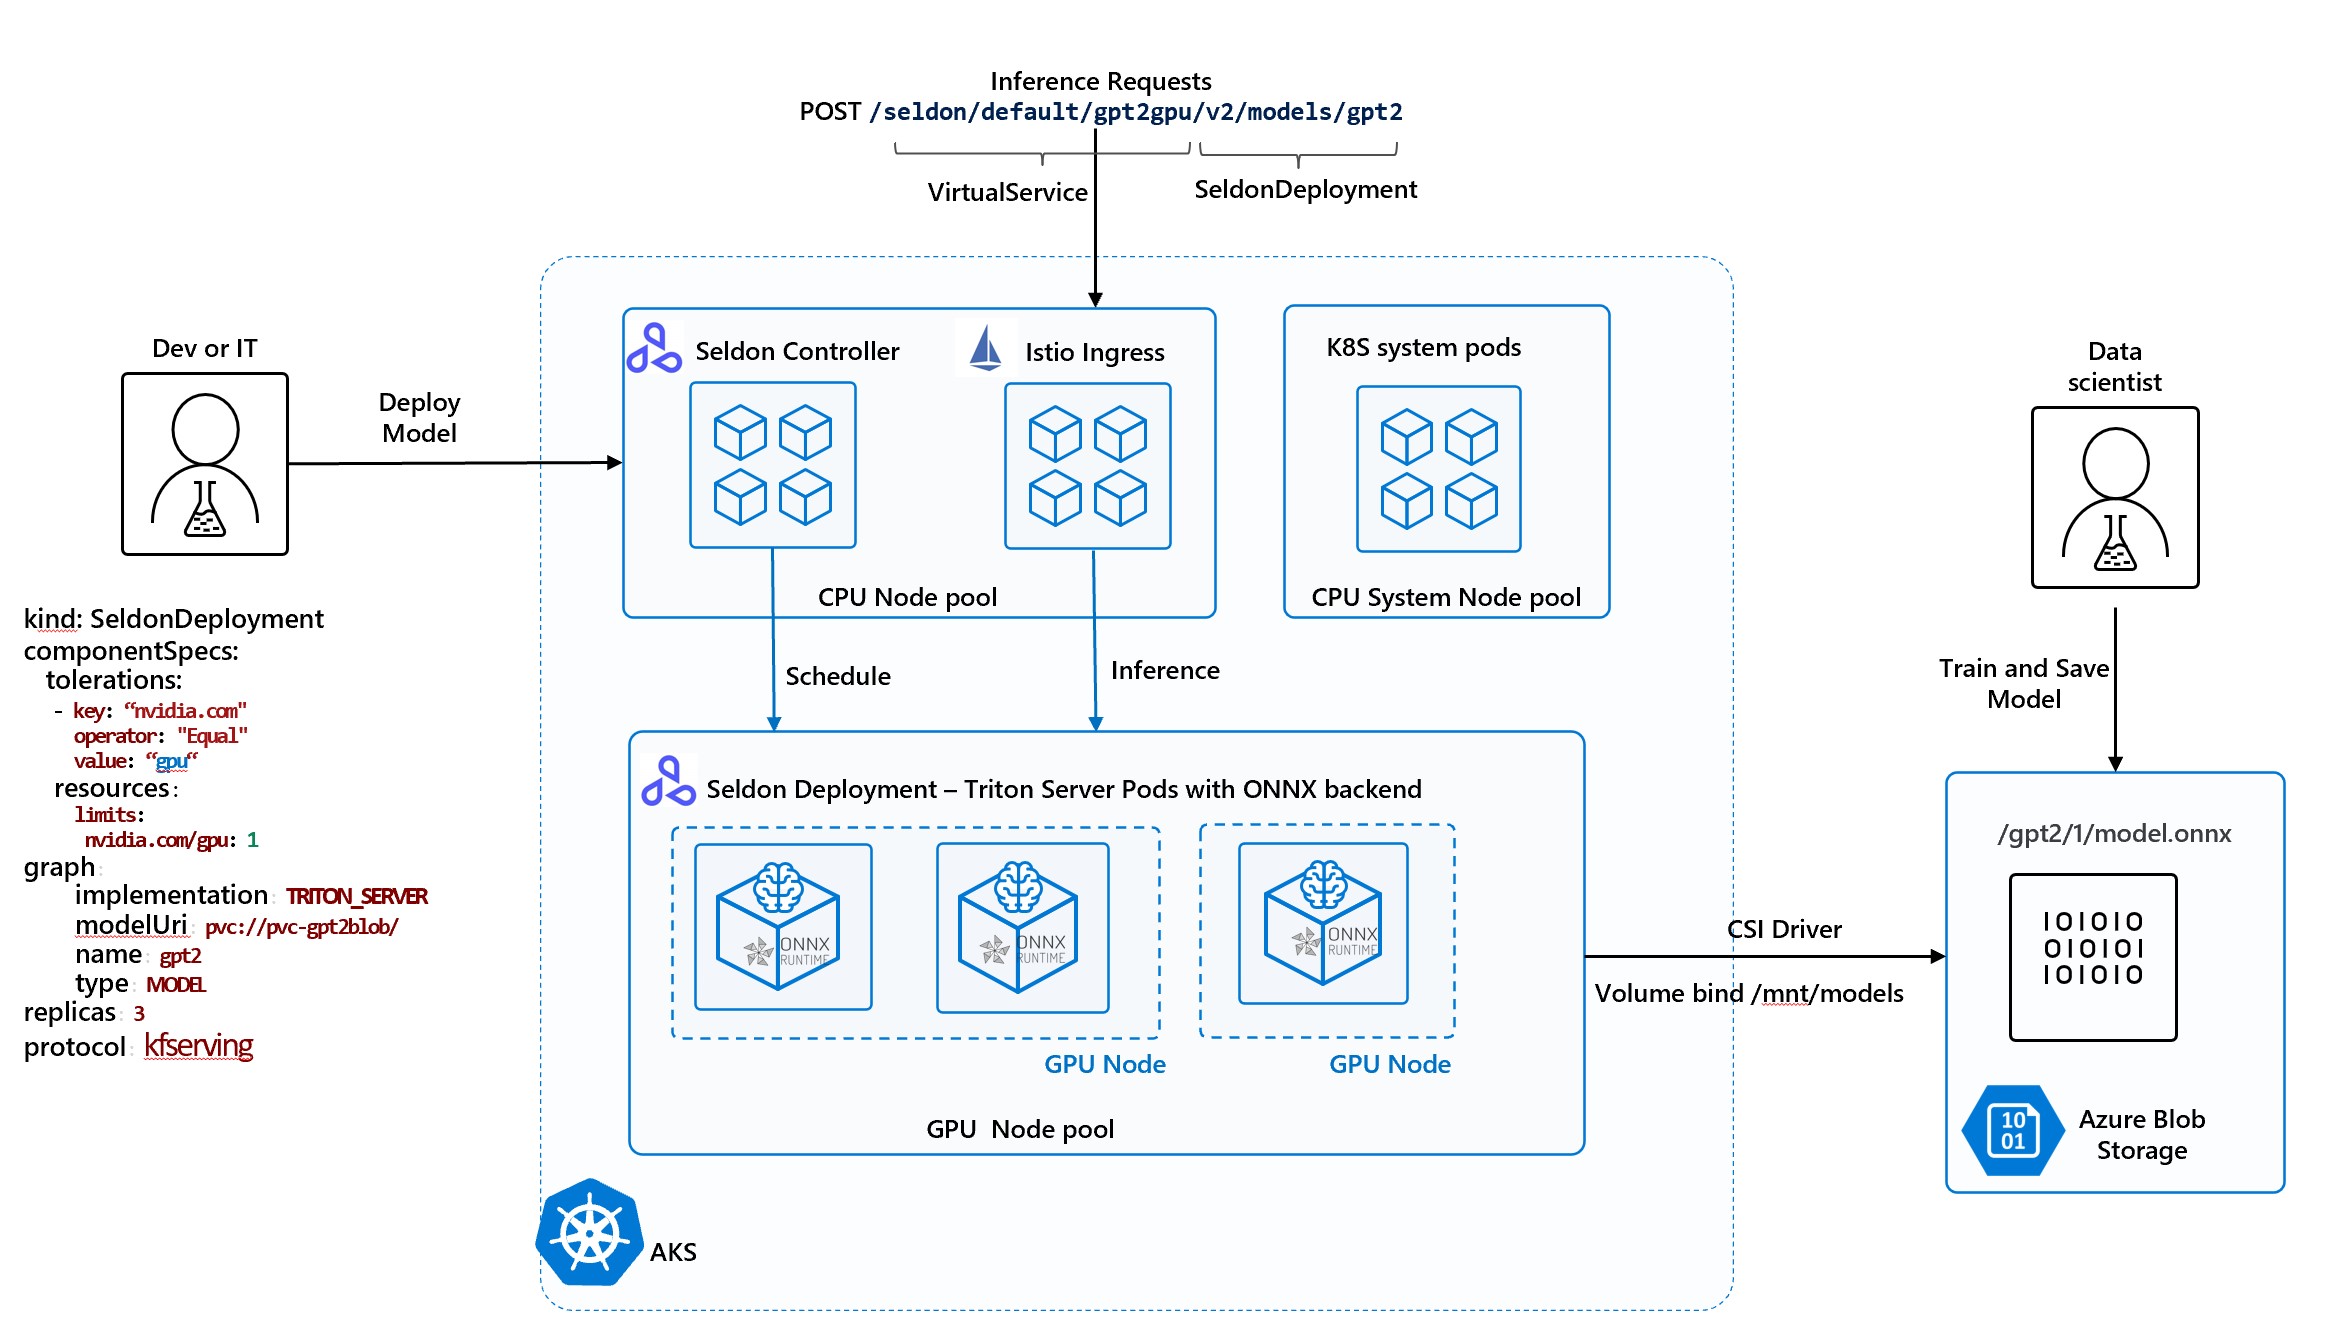 Inference Requests
POST /seldon/default/gpt2gpu/v2/models/gpt2
VirtualService
SeldonDeployment
Dev or IT
Deploy
Model
Seldon Controller
Istio Ingress
CPU Node pool
K8S system pods
CPU System Node pool
Data
scientist
Train and Save
Model
Schedule
Inference
kind: SeldonDeployment
componentSpecs:
tolerations:
- key: “nvidia.com"
operator: "Equal"
value: “gpu“
resources:
limits:
nvidia.com/gpu: 1
graph:
implementation: TRITON_SERVER
modelUri: pvc://pvc-gpt2blob/
name: gpt2
type: MODEL
replicas: 3
protocol: kfserving
Seldon Deployment – Triton Server Pods with ONNX backend
ONNX
RUNTIME
ONNX
RUNTIME
ONNX
RUNTIME
GPU Node
GPU Node
GPU Node pool
CSI Driver
Volume bind /mnt/models
/gpt2/1/model.onnx
IOIOIO
OIOIOI
IOIOIO
10
01
Azure Blob
Storage
AKS